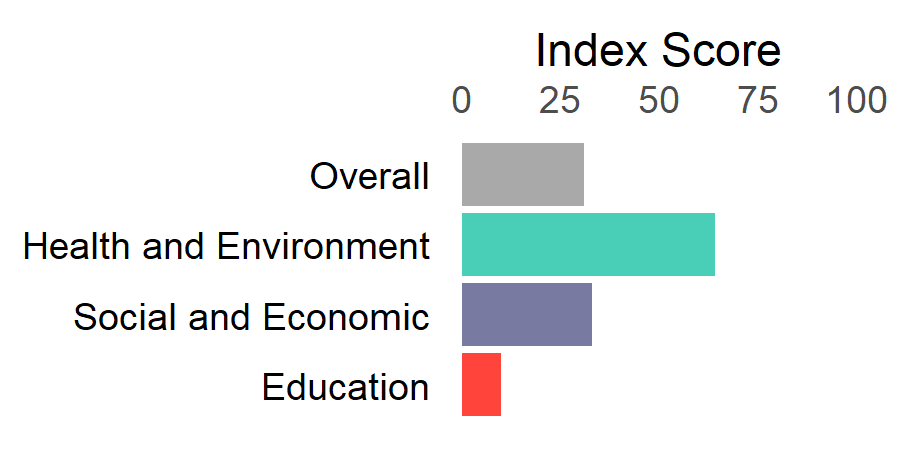 Index Score
0 25 50 75 100
Overall
Health and Environment
Social and Economic
Education